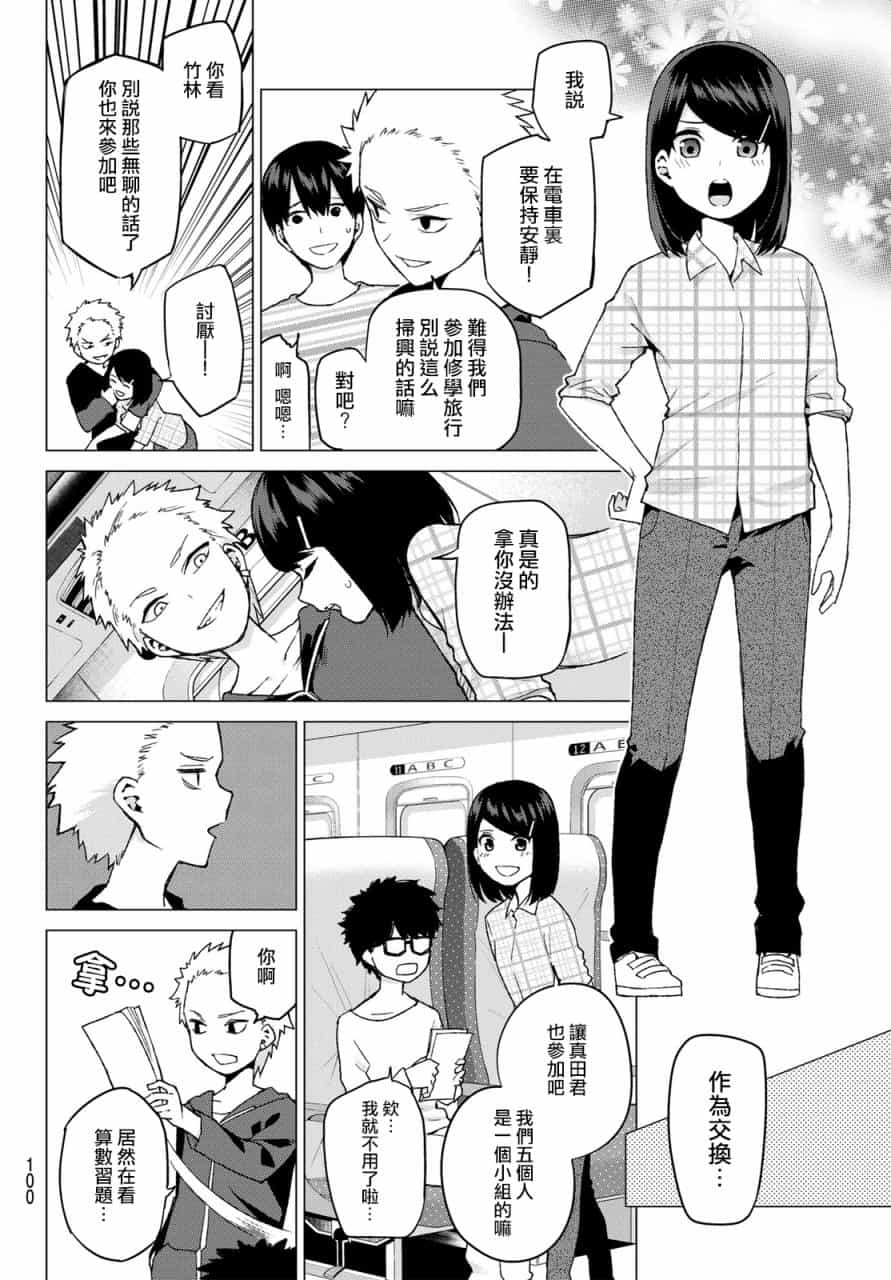 我說
在電車裏
要保持安靜！
難得我們
參加修學旅行
別說這么
掃興的話嘛
對吧？
啊 嗯嗯…
你看
竹林
別說那些無聊的話了
你也來參加吧
討厭—！
真是的
拿你沒辦法—
作為交換…
11 A B C
12 A E
讓真田君
也參加吧
我們五個人
是一個小組的嘛
欸…
我就不用了啦…
你啊
拿…
居然在看
算數習題…
100